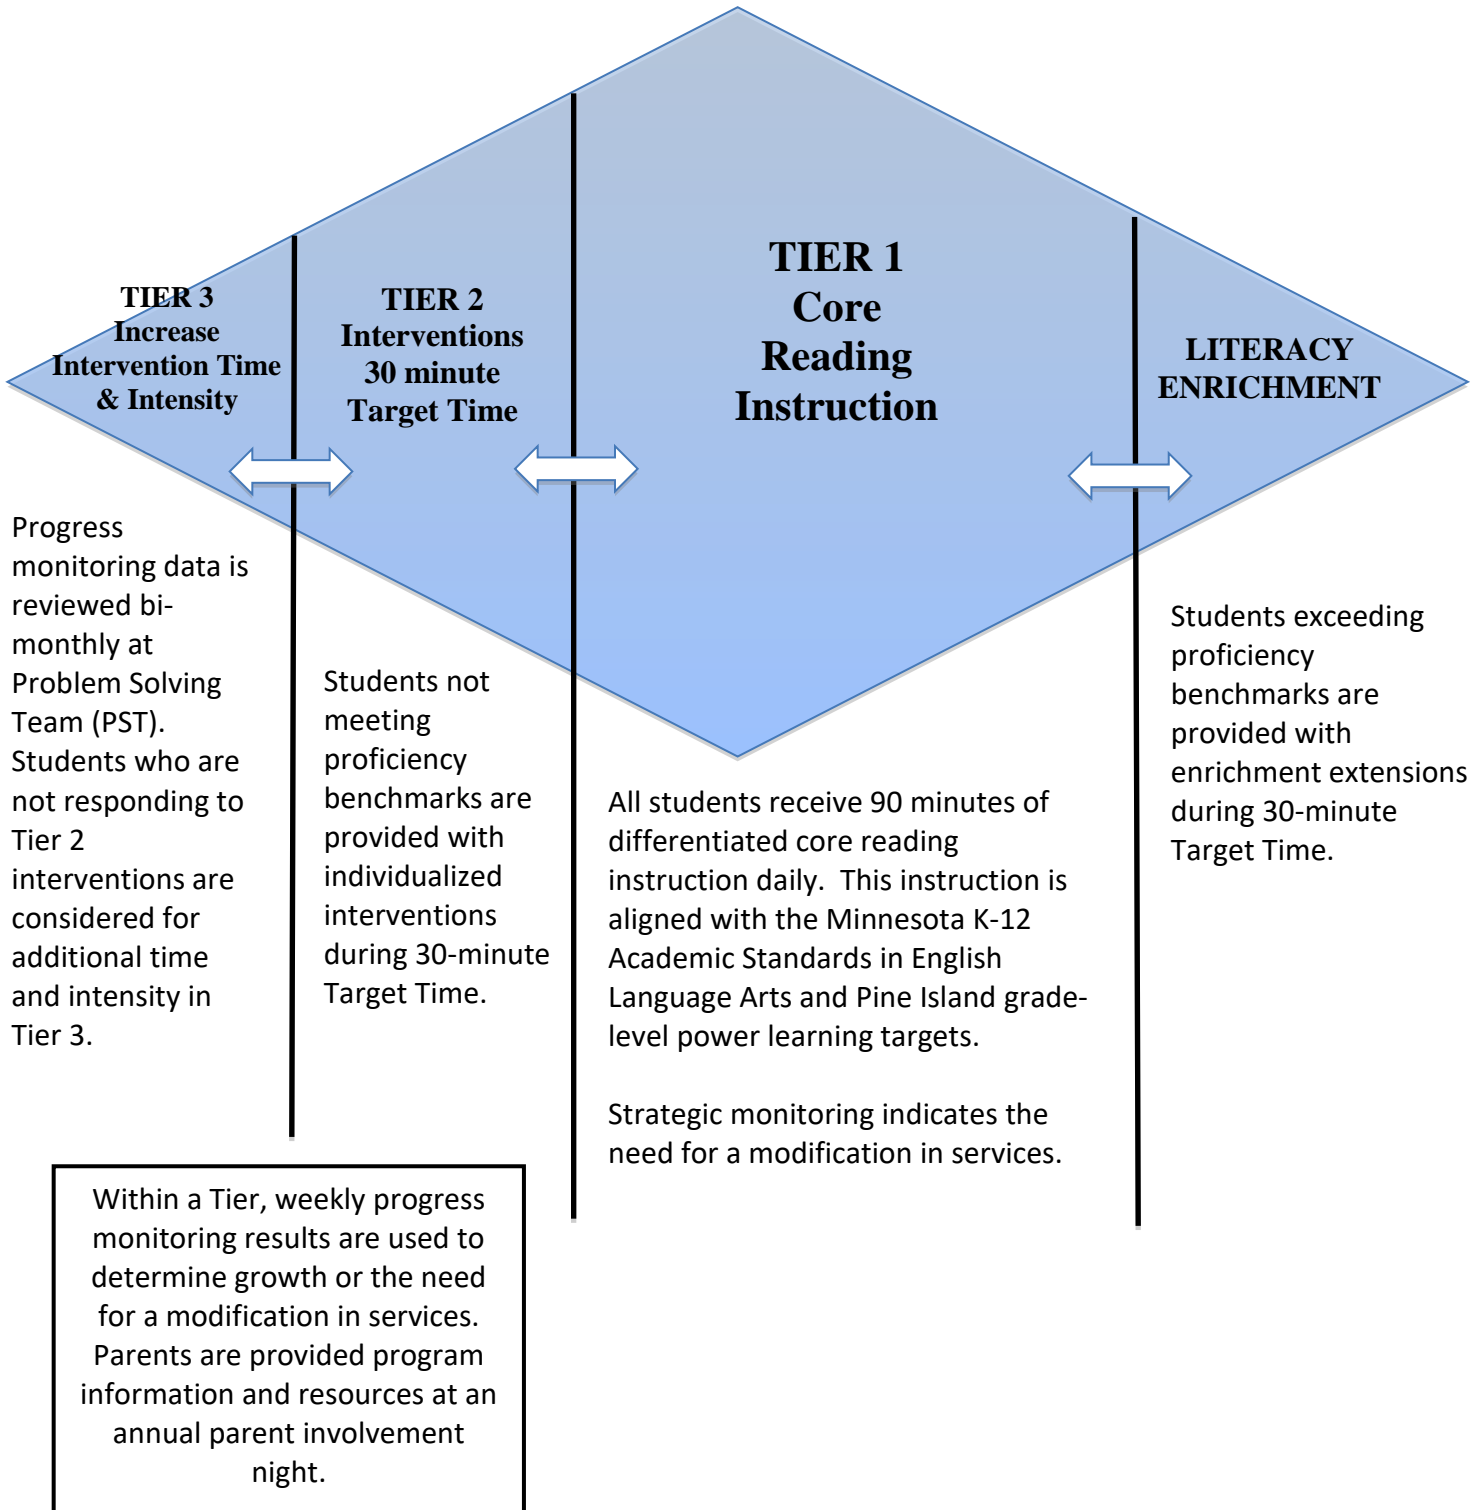 TIER 3
Increase
Intervention Time
& Intensity
TIER 2
Interventions
30 minute
Target Time
TIER 1
Core
Reading
Instruction
LITERACY
ENRICHMENT
Progress
monitoring data is
reviewed bi-
monthly at
Problem Solving
Team (PST).
Students who are
not responding to
Tier 2
interventions are
considered for
additional time
and intensity in
Tier 3.
Students not
meeting
proficiency
benchmarks are
provided with
individualized
interventions
during 30-minute
Target Time.
All students receive 90 minutes of
differentiated core reading
instruction daily.  This instruction is
aligned with the Minnesota K-12
Academic Standards in English
Language Arts and Pine Island grade-
level power learning targets.
Strategic monitoring indicates the
need for a modification in services.
Students exceeding
proficiency
benchmarks are
provided with
enrichment extensions
during 30-minute
Target Time.
Within a Tier, weekly progress
monitoring results are used to
determine growth or the need
for a modification in services.
Parents are provided program
information and resources at an
annual parent involvement
night.